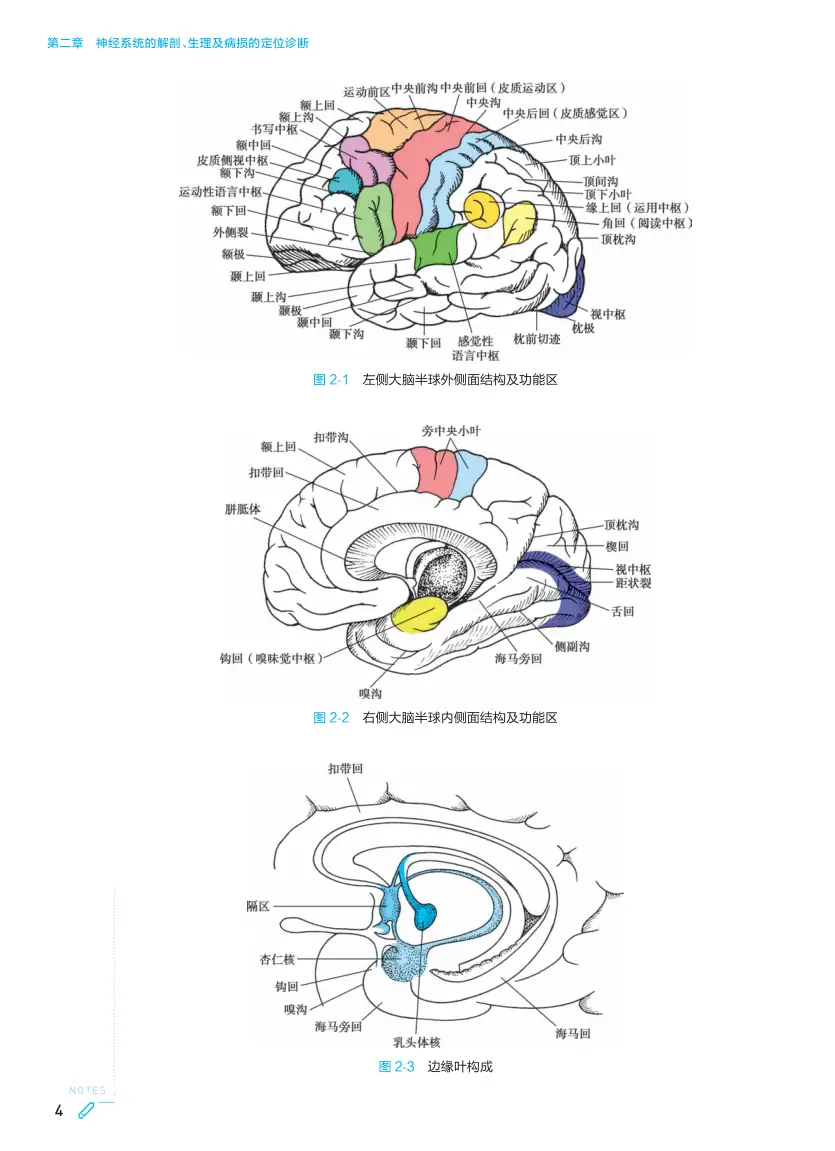 第二章 神经系统的解剖、生理及病损的定位诊断
运动前区
中央前沟
中央前回（皮质运动区）
额上回
中央沟
额上沟
中央后回（皮质感觉区）
书写中枢
额中回
中央后沟
皮质侧视中枢
顶上小叶
额下沟
顶间沟
运动性语言中枢
顶下小叶
缘上回（运用中枢）
额下回
角回（阅读中枢）
外侧裂
顶枕沟
额极
颞上回
颞上沟
颞极
视中枢
颞中回
枕极
颞下沟
颞下回
感觉性
语言中枢
枕前切迹
图 2-1 左侧大脑半球外侧面结构及功能区
旁中央小叶
扣带沟
额上回
扣带回
胼胝体
顶枕沟
楔回
视中枢
距状裂
舌回
侧副沟
钩回（嗅味觉中枢）
海马旁回
嗅沟
图 2-2 右侧大脑半球内侧面结构及功能区
扣带回
隔区
杏仁核
钩回
嗅沟
海马旁回
海马回
乳头体核
图 2-3 边缘叶构成
NOTES
4